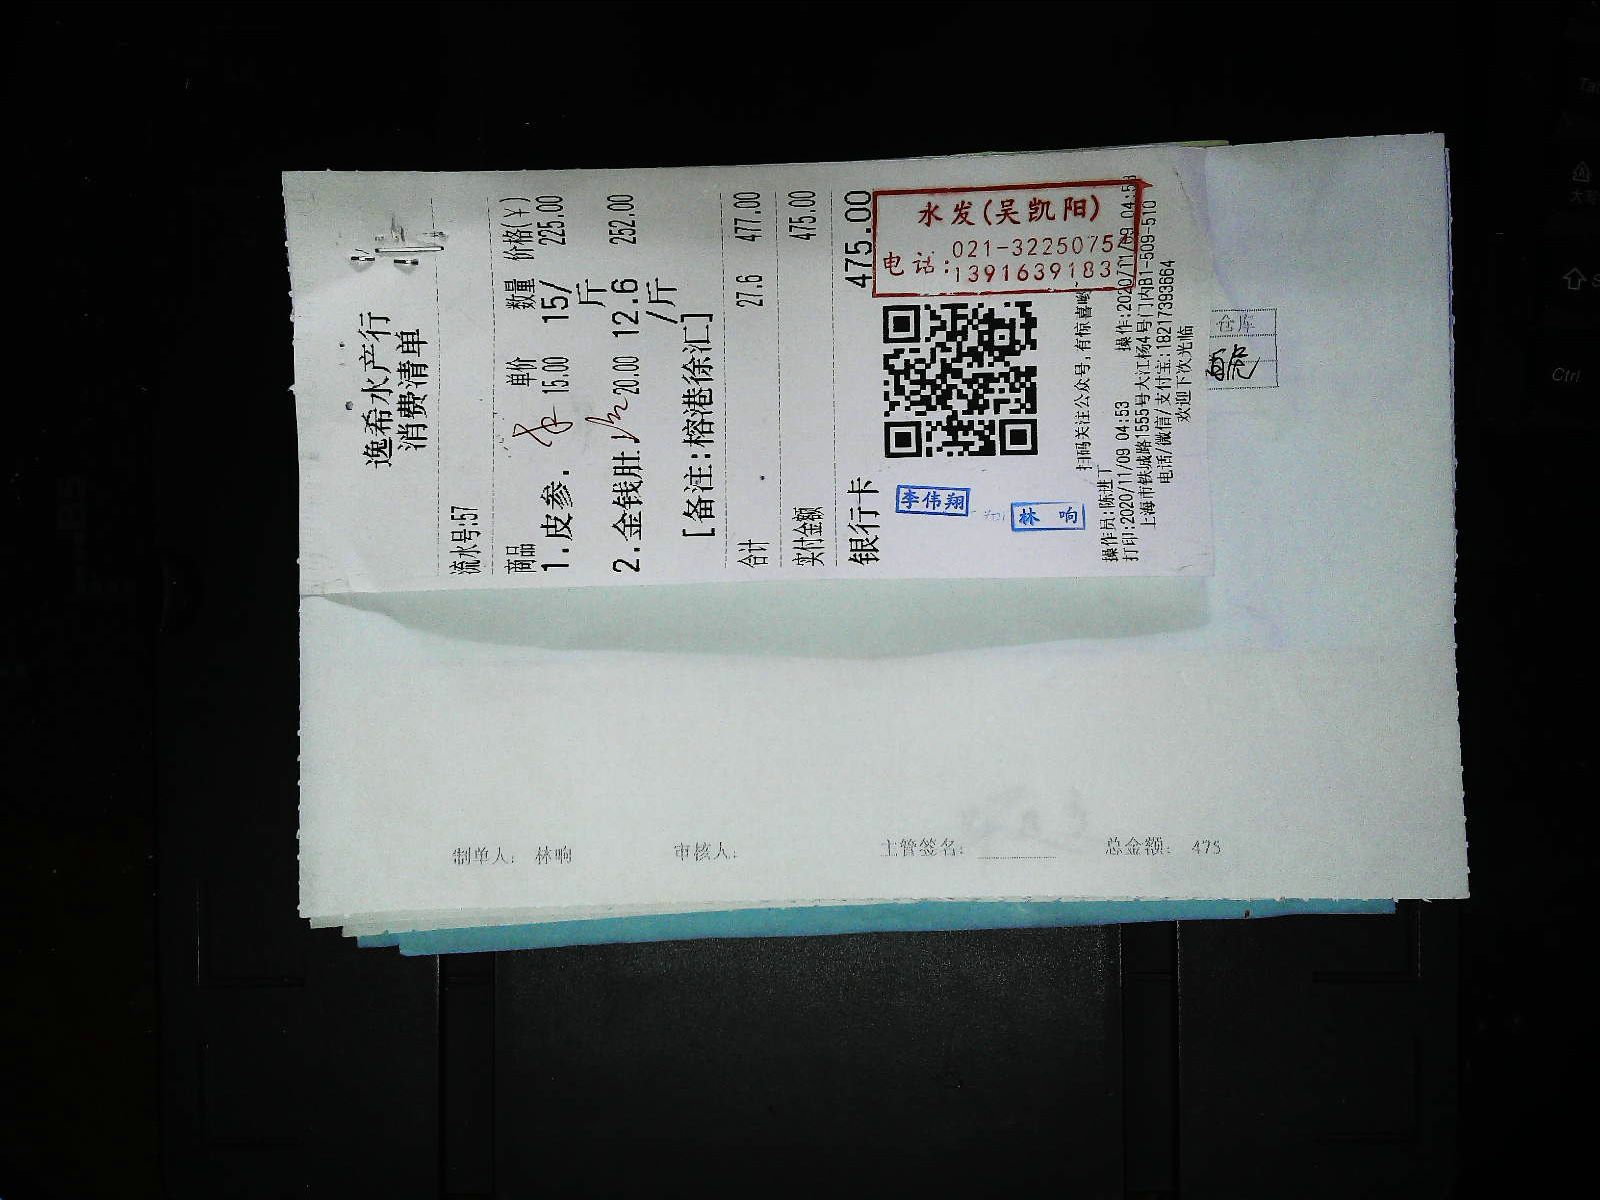 逸希水产行
消费清单
流水号:57
商品 单价 数量 价格(¥)
1.皮参. 15.00 15/斤 225.00
2.金钱肚 20.00 12.6/斤 252.00
[备注:榕港徐汇]
合计 27.6 477.00
实付金额 475.00
银行卡 475.00
水发(吴凯阳)
电话:021-3225075
1391639183
李伟翔
林响
扫码关注公众号,有惊喜哟~
操作员:陈进丁
打印:2020/11/09 04:53 操作:2020/11/09 04:53
上海市铁城路1555号大江杨4号门内B1-509-510
电话/微信/支付宝:18217393664
欢迎下次光临
仓库
制单人: 林响 审核人: 主管签名: 总金额: 475